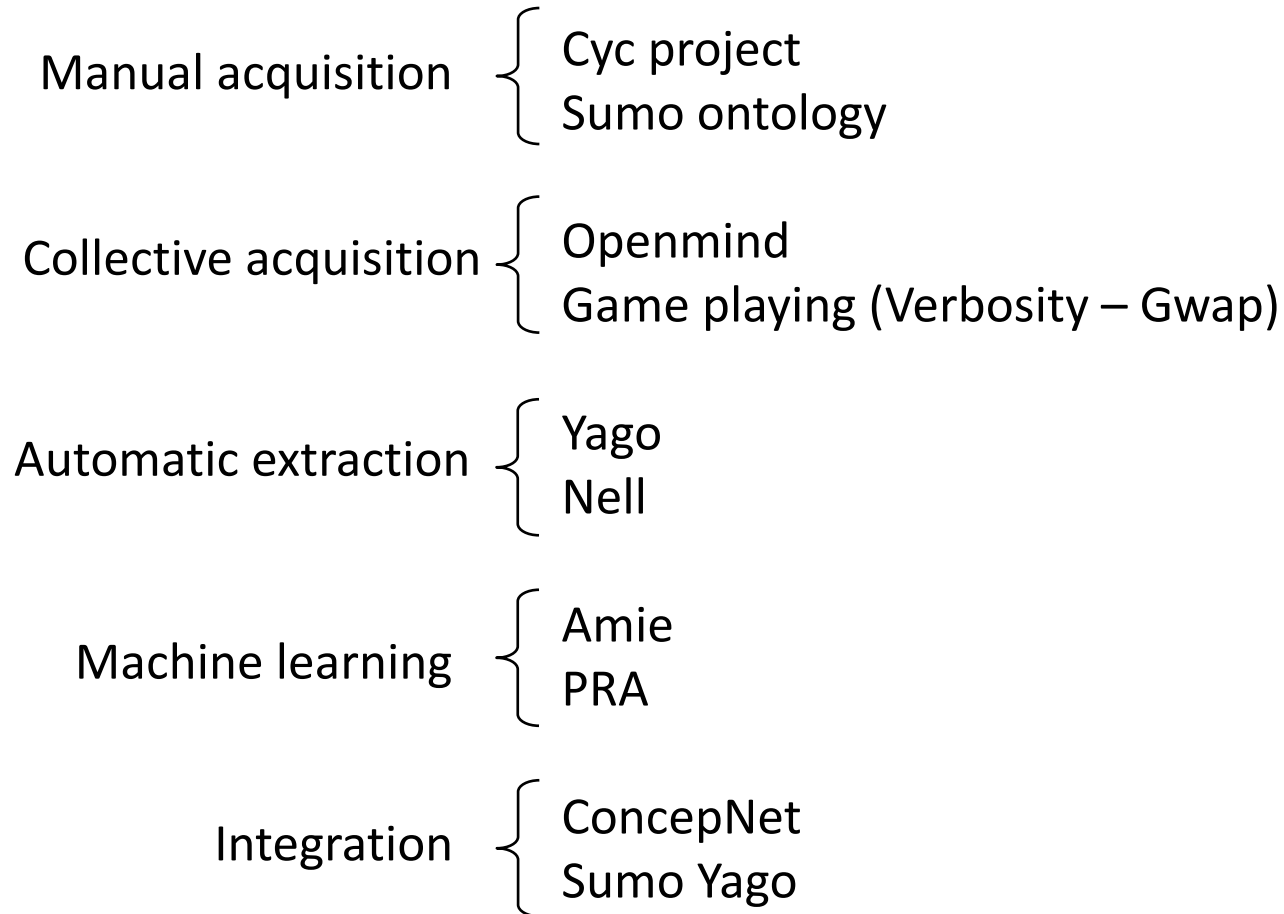 Manual acquisition
Cyc project
Sumo ontology
Collective acquisition
Openmind
Game playing (Verbosity – Gwap)
Automatic extraction
Yago
Nell
Machine learning
Amie
PRA
Integration
ConcepNet
Sumo Yago